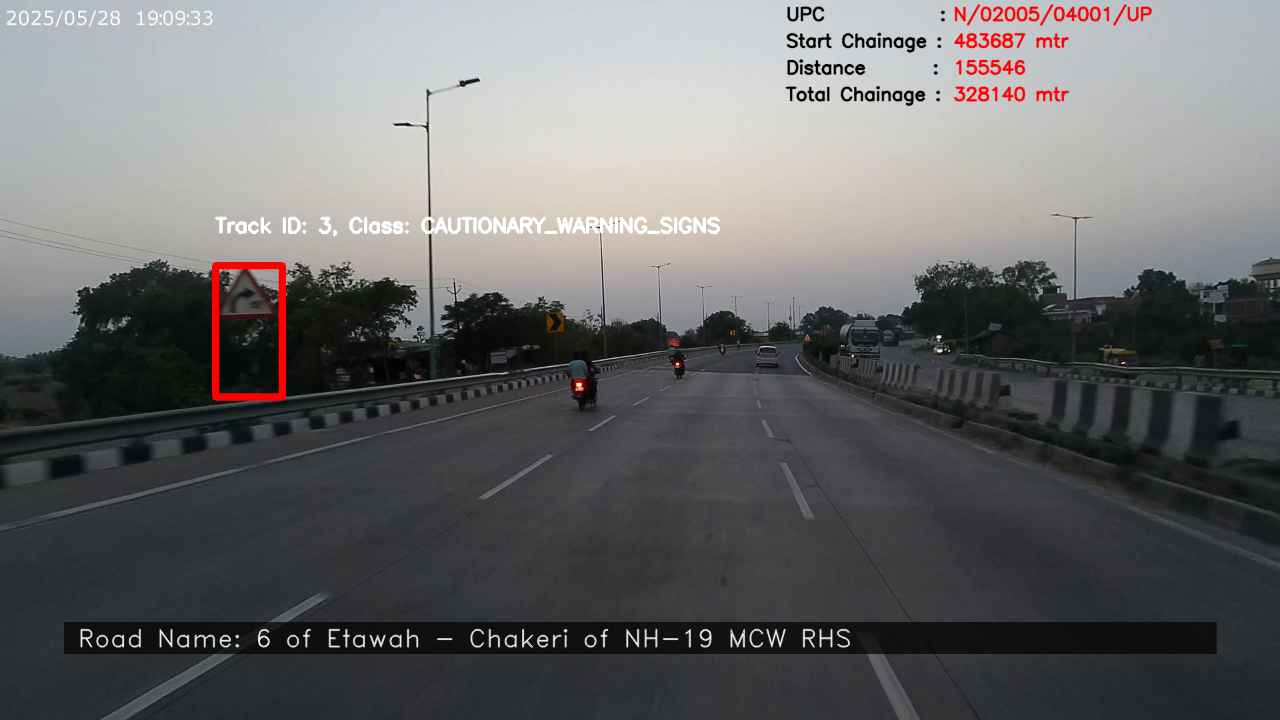 2025/05/28 19:09:33
UPC : N/02005/04001/UP
Start Chainage : 483687 mtr
Distance : 155546
Total Chainage : 328140 mtr
Track ID: 3, Class: CAUTIONARY_WARNING_SIGNS
Road Name: 6 of Etawah - Chakeri of NH-19 MCW RHS